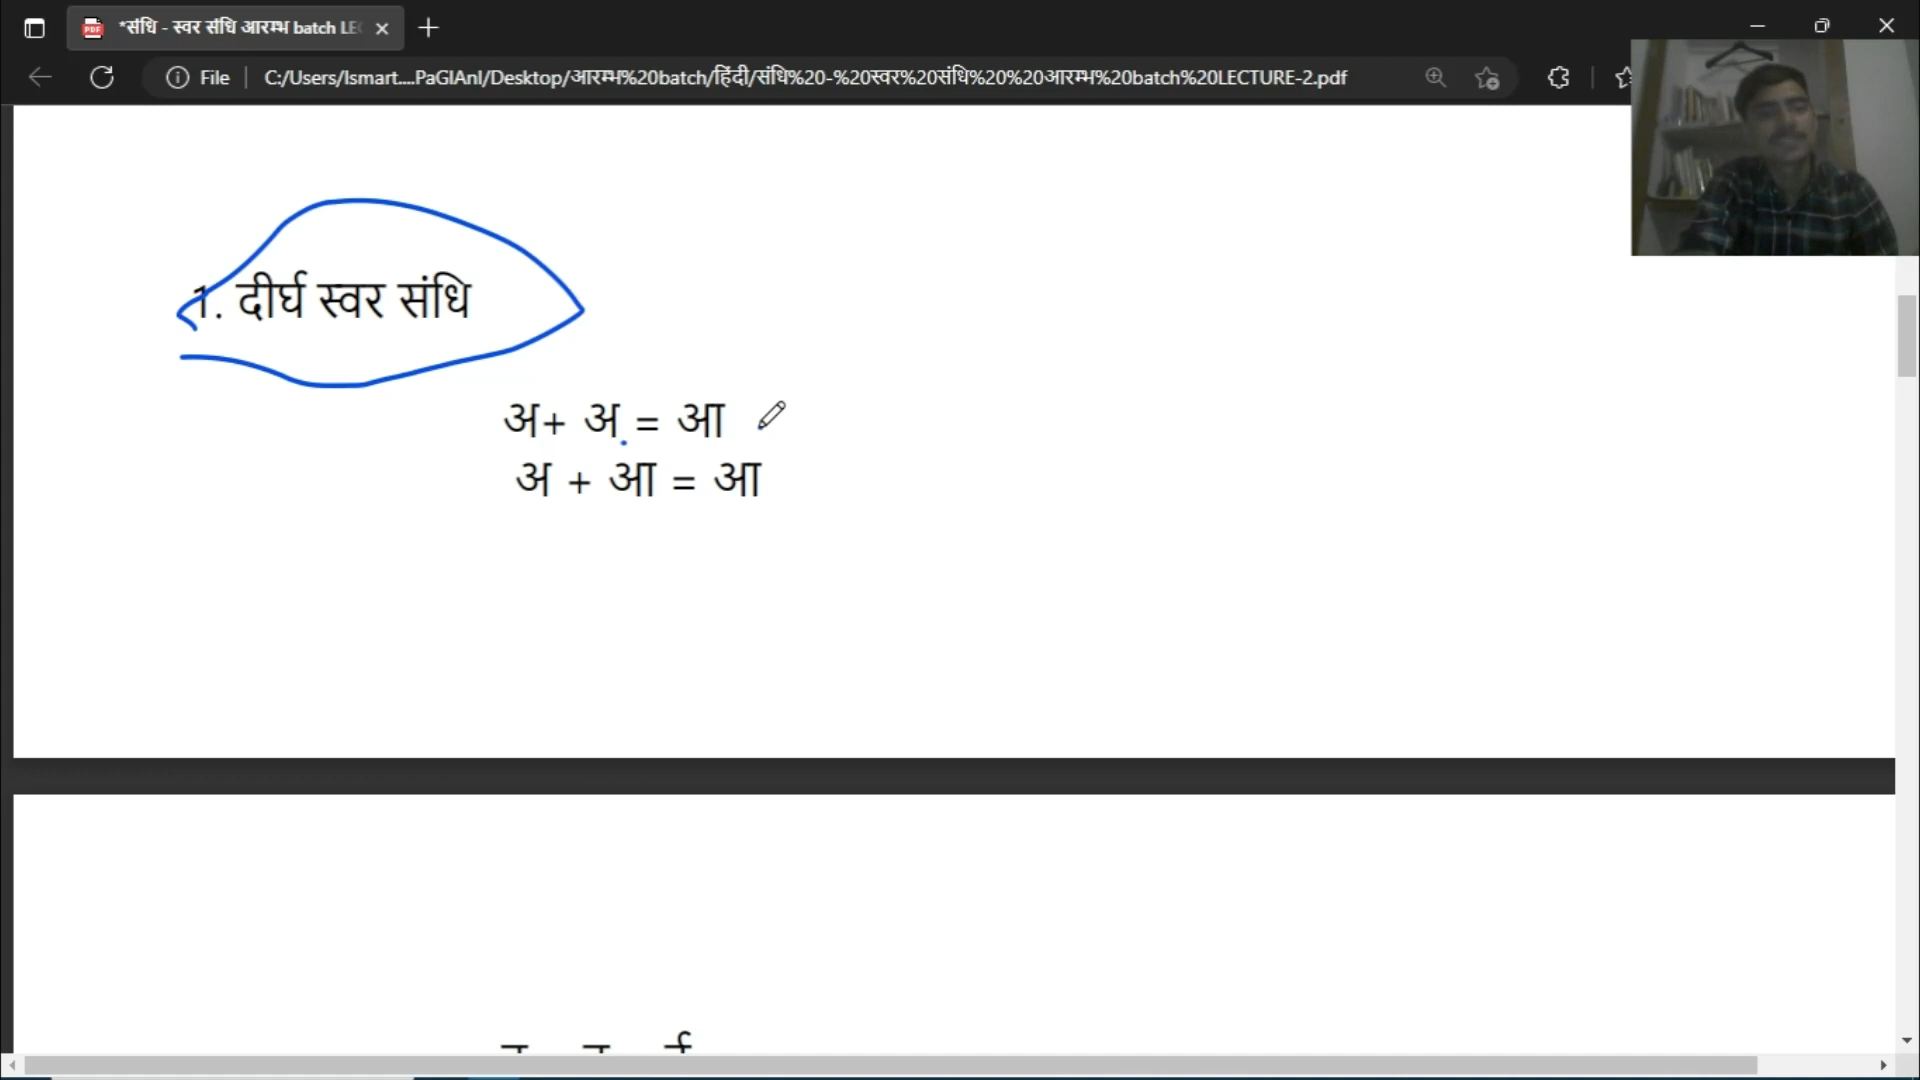 *संधि - स्वर संधि आरम्भ batch LE
File
C:/Users/Ismart....PaGlAnI/Desktop/आरम्भ%20batch/हिंदी/संधि%20-%20स्वर%20संधि%20%20आरम्भ%20batch%20LECTURE-2.pdf
1. दीर्घ स्वर संधि
अ+ अ = आ
अ + आ = आ